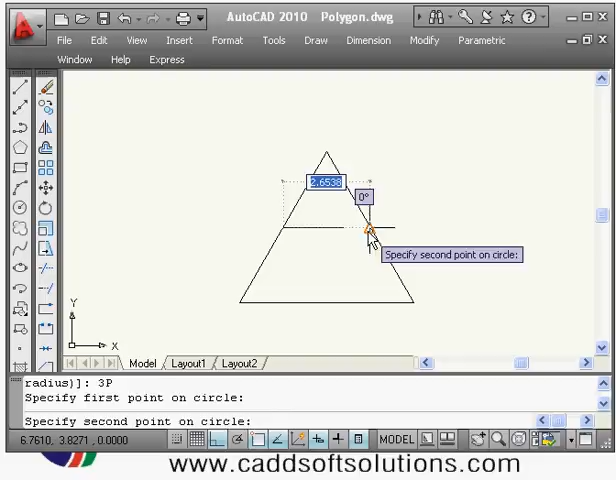 AutoCAD 2010 Polygon.dwg
File Edit View Insert Format Tools Draw Dimension Modify Parametric
Window Help Express
2.6538
0°
Specify second point on circle:
Y
X
Model Layout1 Layout2
radius)]: 3P
Specify first point on circle:
Specify second point on circle:
6.7610, 3.8271, 0.0000 MODEL
www.caddsoftsolutions.com